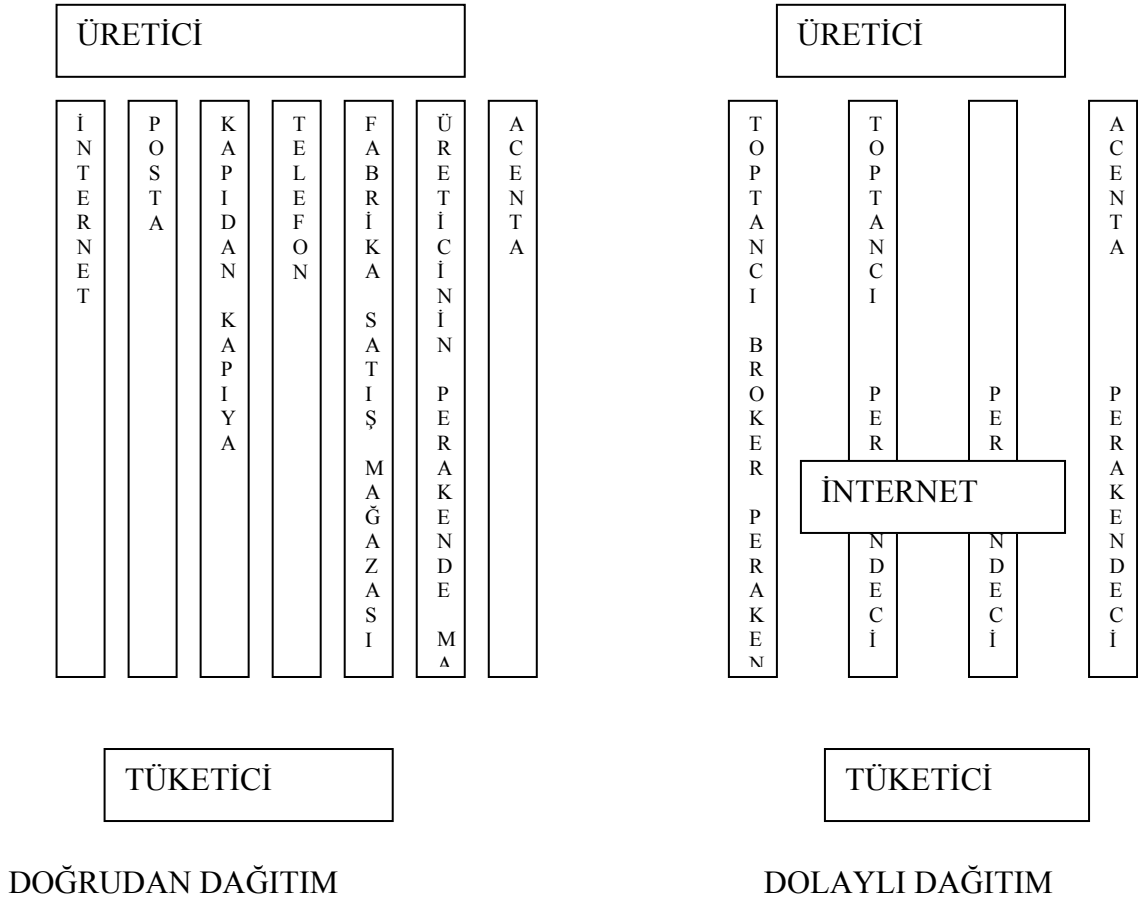 ÜRETİCİ
İNTERNET
POSTA
KAPIDAN KAPIYA
TELEFON
FABRİKA SATIŞ MAĞAZASI
ÜRETİCİNİN PERAKENDE MA
ACENTA
TÜKETİCİ
DOĞRUDAN DAĞITIM
ÜRETİCİ
TOPTANCI BROKER PERAKEN
TOPTANCI PER NDECİ
PER NDECİ
ACENTA PERAKENDECİ
İNTERNET
TÜKETİCİ
DOLAYLI DAĞITIM